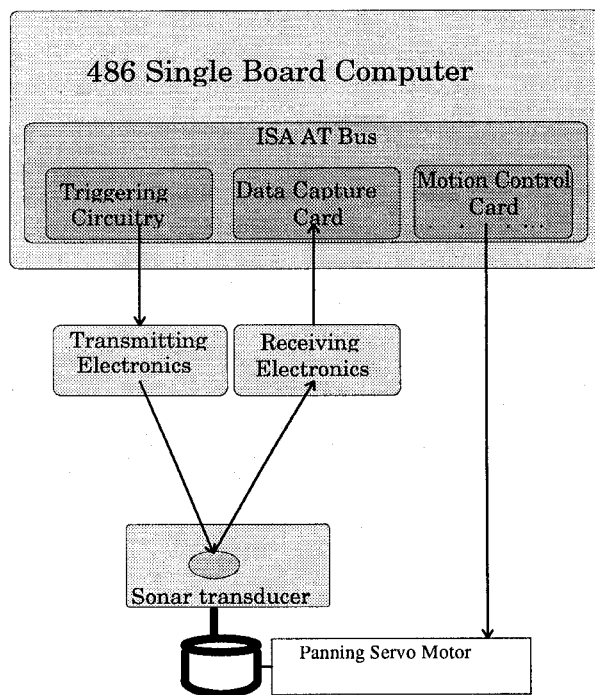 486 Single Board Computer
ISA AT Bus
Triggering
Circuitry
Data Capture
Card
Motion Control
Card
Transmitting
Electronics
Receiving
Electronics
Sonar transducer
Panning Servo Motor